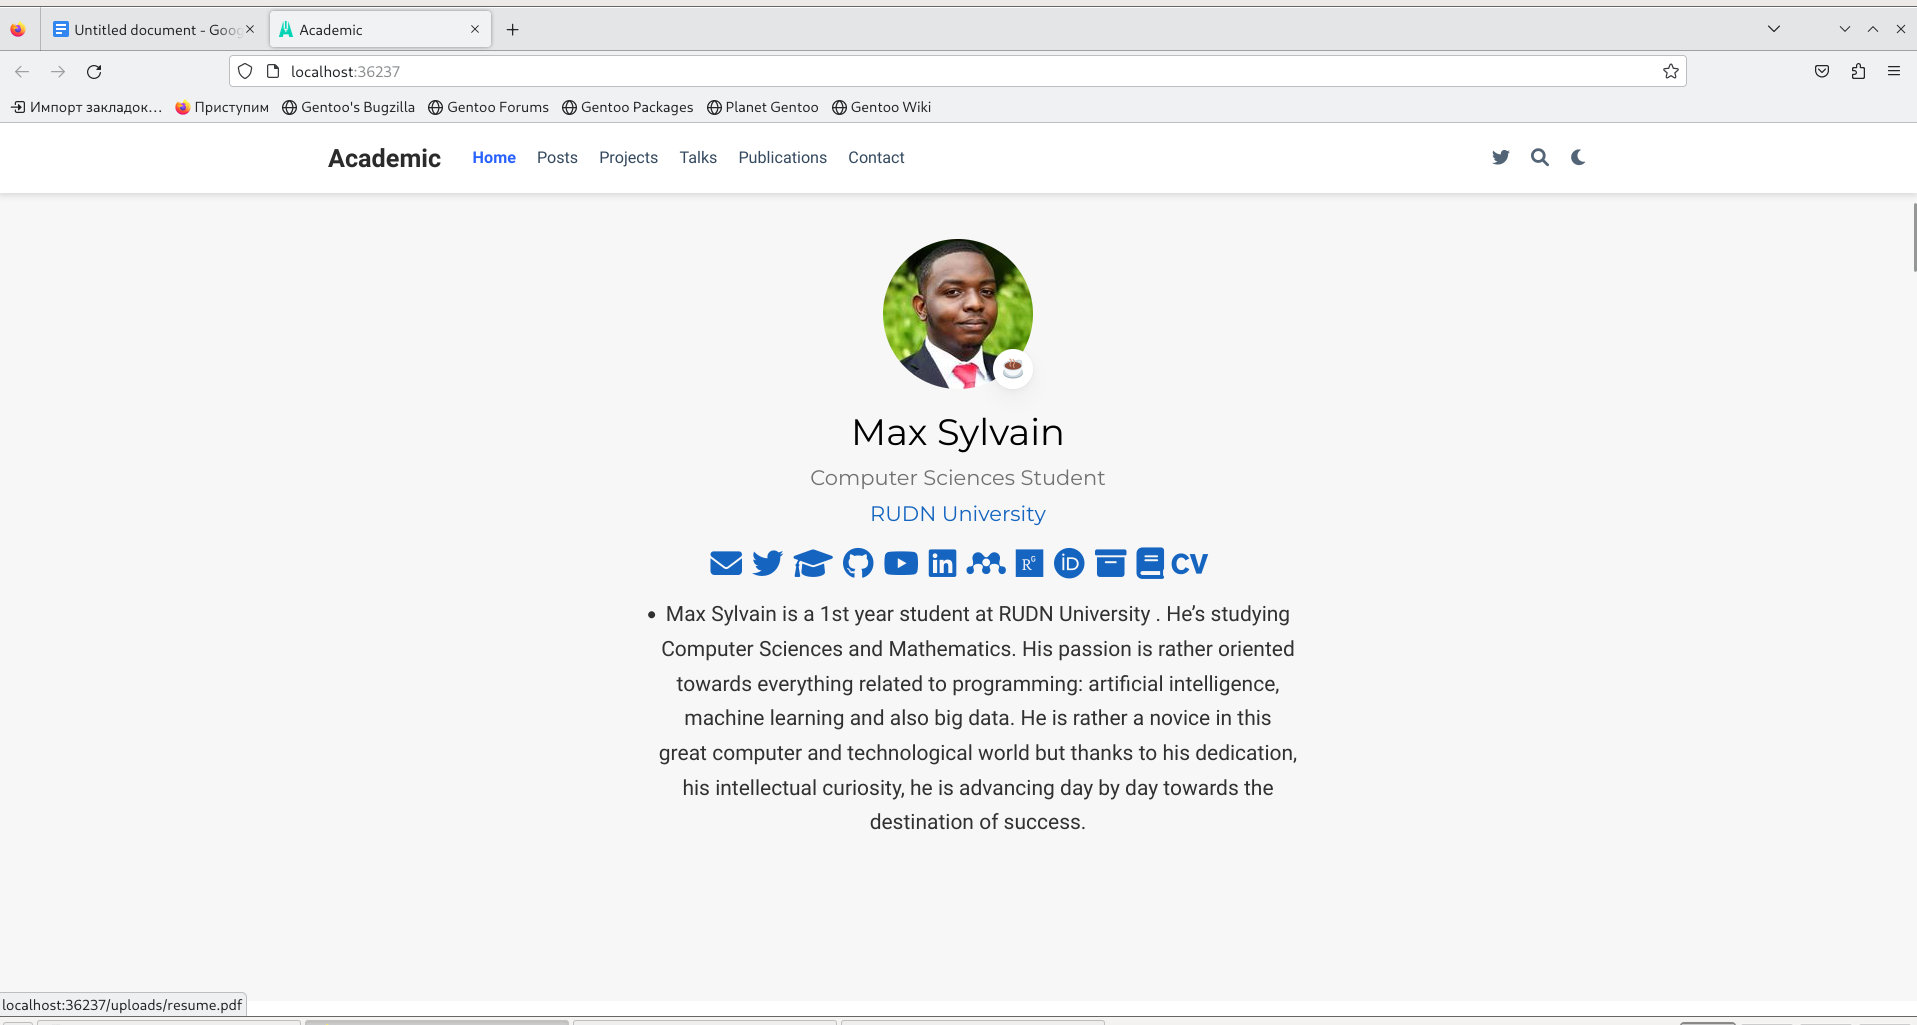 Untitled document - Goog
Academic
localhost:36237
Импорт закладок… Приступим Gentoo's Bugzilla Gentoo Forums Gentoo Packages Planet Gentoo Gentoo Wiki
Academic Home Posts Projects Talks Publications Contact
Max Sylvain
Computer Sciences Student
RUDN University
R G iD CV
• Max Sylvain is a 1st year student at RUDN University . He’s studying
Computer Sciences and Mathematics. His passion is rather oriented
towards everything related to programming: artificial intelligence,
machine learning and also big data. He is rather a novice in this
great computer and technological world but thanks to his dedication,
his intellectual curiosity, he is advancing day by day towards the
destination of success.
localhost:36237/uploads/resume.pdf